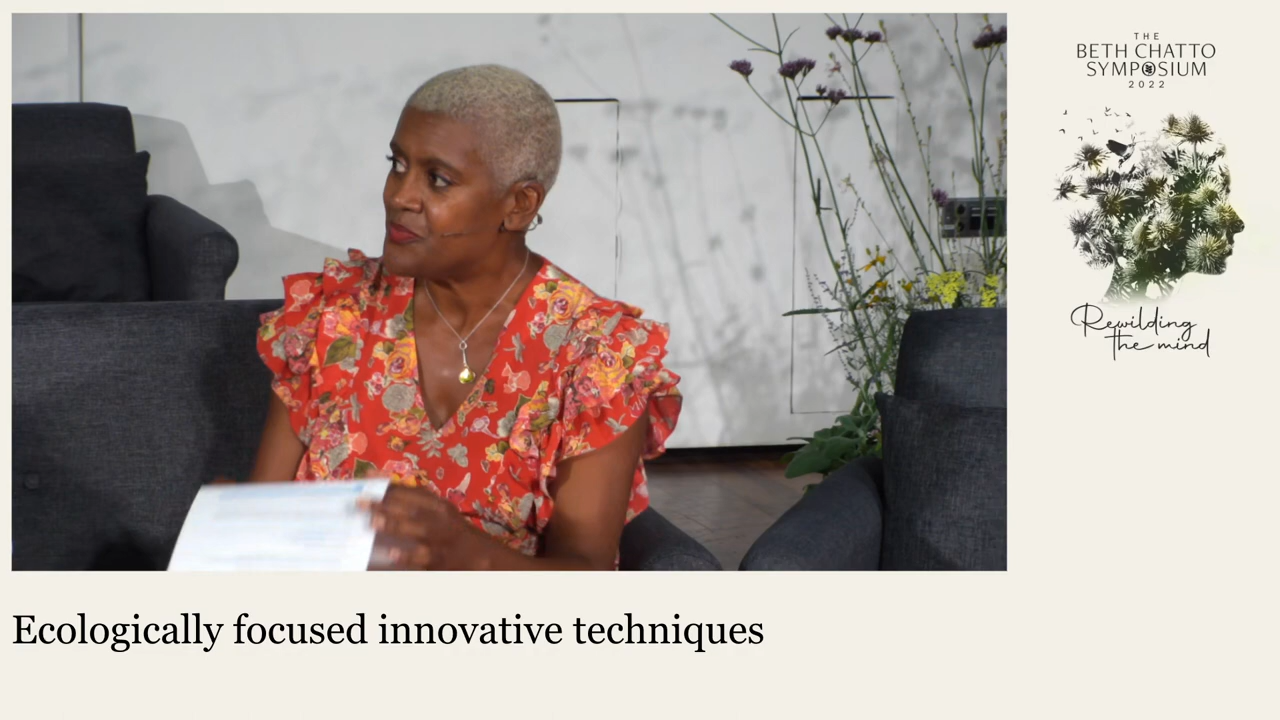 THE
BETH CHATTO
SYMPOSIUM
2022
Rewilding
the mind
Ecologically focused innovative techniques